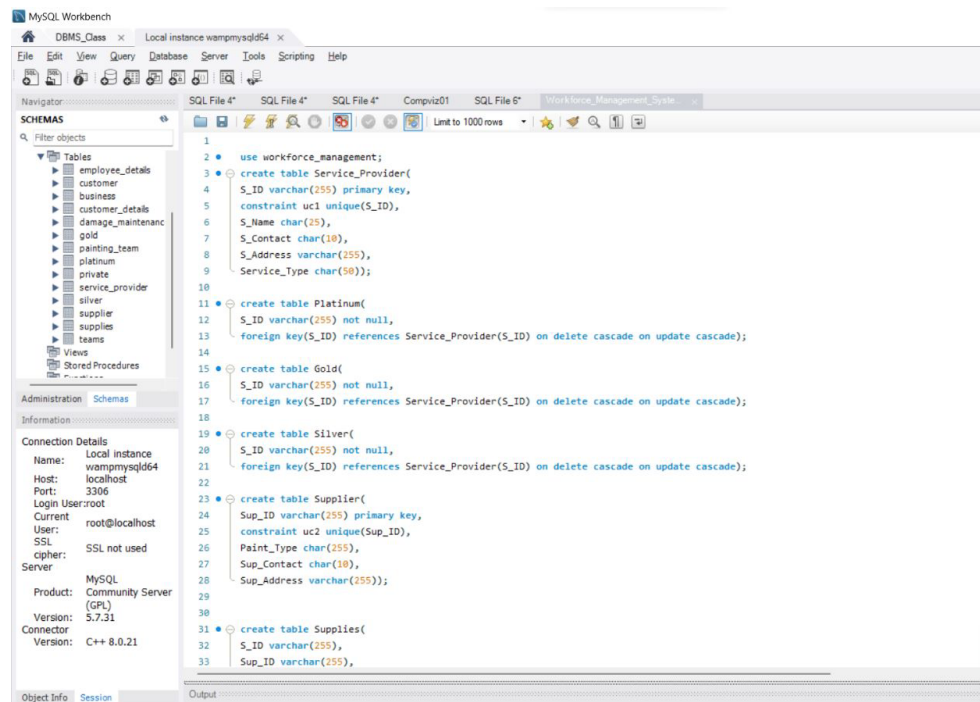 MySQL Workbench
DBMS_Class × Local instance wampmysqld64 ×
File Edit View Query Database Server Tools Scripting Help
Navigator
SCHEMAS
Filter objects
Tables
employee_details
customer
business
customer_details
damage_maintenanc
gold
painting_team
platinum
private
service_provider
silver
supplier
supplies
teams
Views
Stored Procedures
Administration Schemas
Information
Connection Details
Name: Local instance
wampmysqld64
Host: localhost
Port: 3306
Login User:root
Current
User: root@localhost
SSL
cipher: SSL not used
Server
Product: MySQL
Community Server
(GPL)
Version: 5.7.31
Connector
Version: C++ 8.0.21
Object Info Session
SQL File 4* SQL File 4* SQL File 4* Compviz01 SQL File 6* Workforce_Management_Syste... ×
Limit to 1000 rows
1
2 use workforce_management;
3 create table Service_Provider(
4 S_ID varchar(255) primary key,
5 constraint uc1 unique(S_ID),
6 S_Name char(25),
7 S_Contact char(10),
8 S_Address varchar(255),
9 Service_Type char(50));
10
11 create table Platinum(
12 S_ID varchar(255) not null,
13 foreign key(S_ID) references Service_Provider(S_ID) on delete cascade on update cascade);
14
15 create table Gold(
16 S_ID varchar(255) not null,
17 foreign key(S_ID) references Service_Provider(S_ID) on delete cascade on update cascade);
18
19 create table Silver(
20 S_ID varchar(255) not null,
21 foreign key(S_ID) references Service_Provider(S_ID) on delete cascade on update cascade);
22
23 create table Supplier(
24 Sup_ID varchar(255) primary key,
25 constraint uc2 unique(Sup_ID),
26 Paint_Type char(255),
27 Sup_Contact char(10),
28 Sup_Address varchar(255));
29
30
31 create table Supplies(
32 S_ID varchar(255),
33 Sup_ID varchar(255),
Output